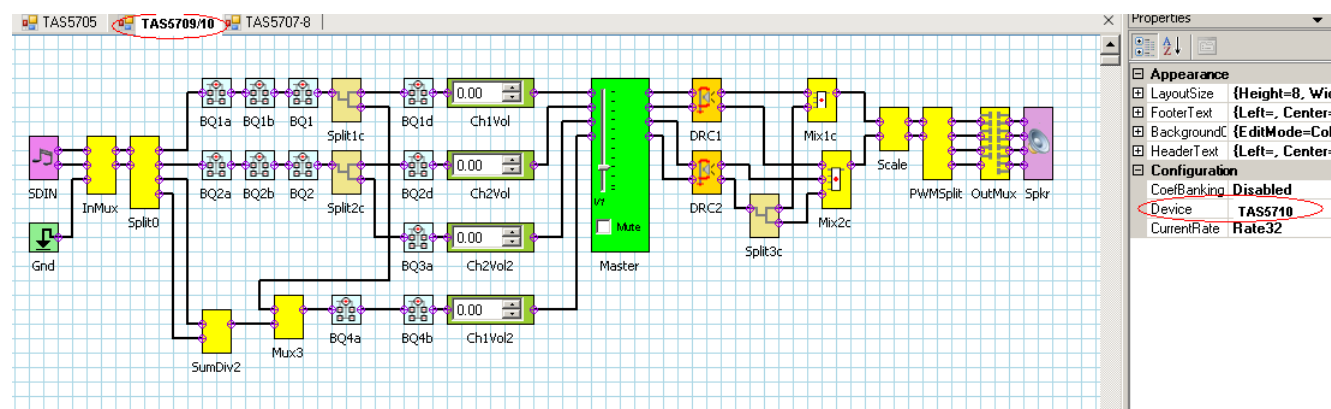 TAS5705 TAS5709/10 TAS5707-8
Properties
Appearance
LayoutSize {Height=8, Wi
FooterText {Left=, Center=
Background {EditMode=Col
HeaderText {Left=, Center=
Configuration
CoefBanking Disabled
Device TAS5710
CurrentRate Rate32
0.00
BQ1a BQ1b BQ1 Split1c BQ1d Ch1Vol DRC1 Mix1c
0.00
Scale
SDIN InMux Split0 BQ2a BQ2b BQ2 Split2c BQ2d Ch2Vol V1 DRC2 Mix2c PWMSplit OutMux Spkr
0.00 Mute
Gnd BQ3a Ch2Vol2 Master Split3c
0.00
SumDiv2 Mux3 BQ4a BQ4b Ch1Vol2